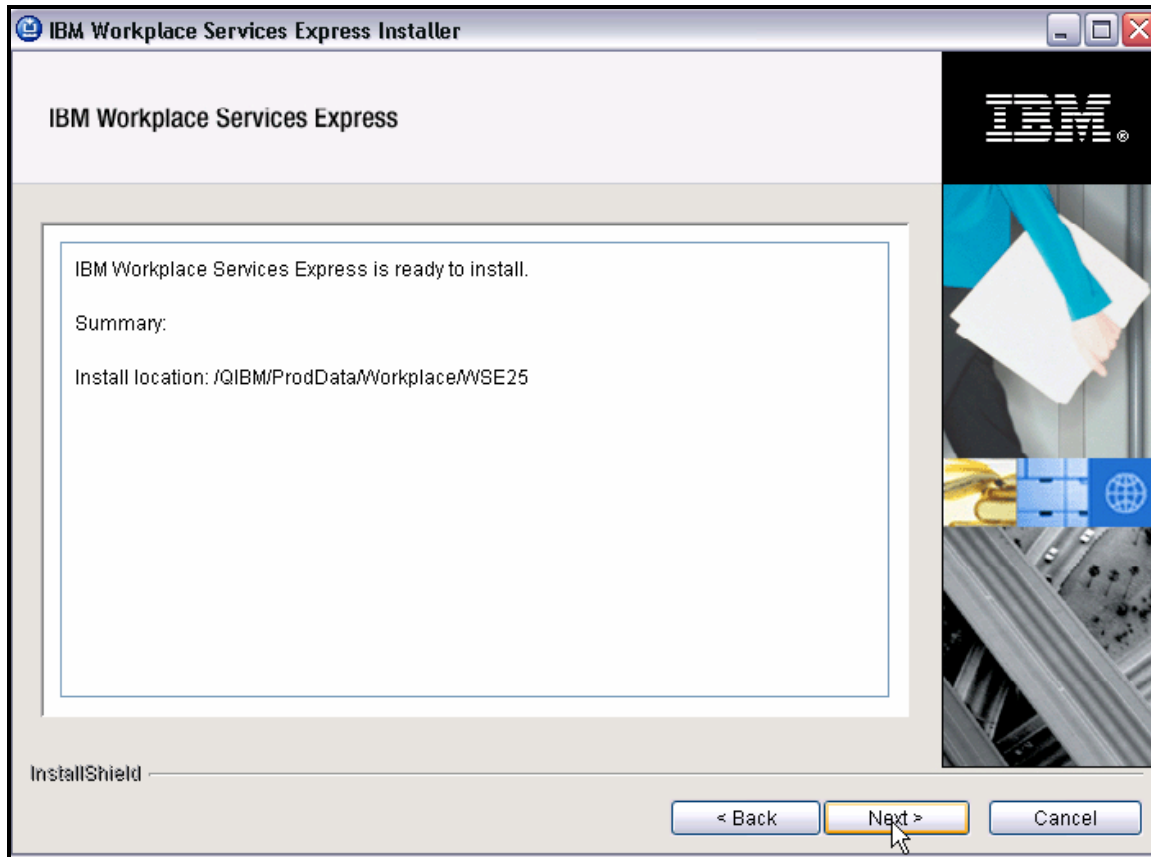 IBM Workplace Services Express Installer
IBM Workplace Services Express
IBM®
IBM Workplace Services Express is ready to install.
Summary:
Install location: /QIBM/ProdData/Workplace/WSE25
InstallShield
< Back
Next >
Cancel